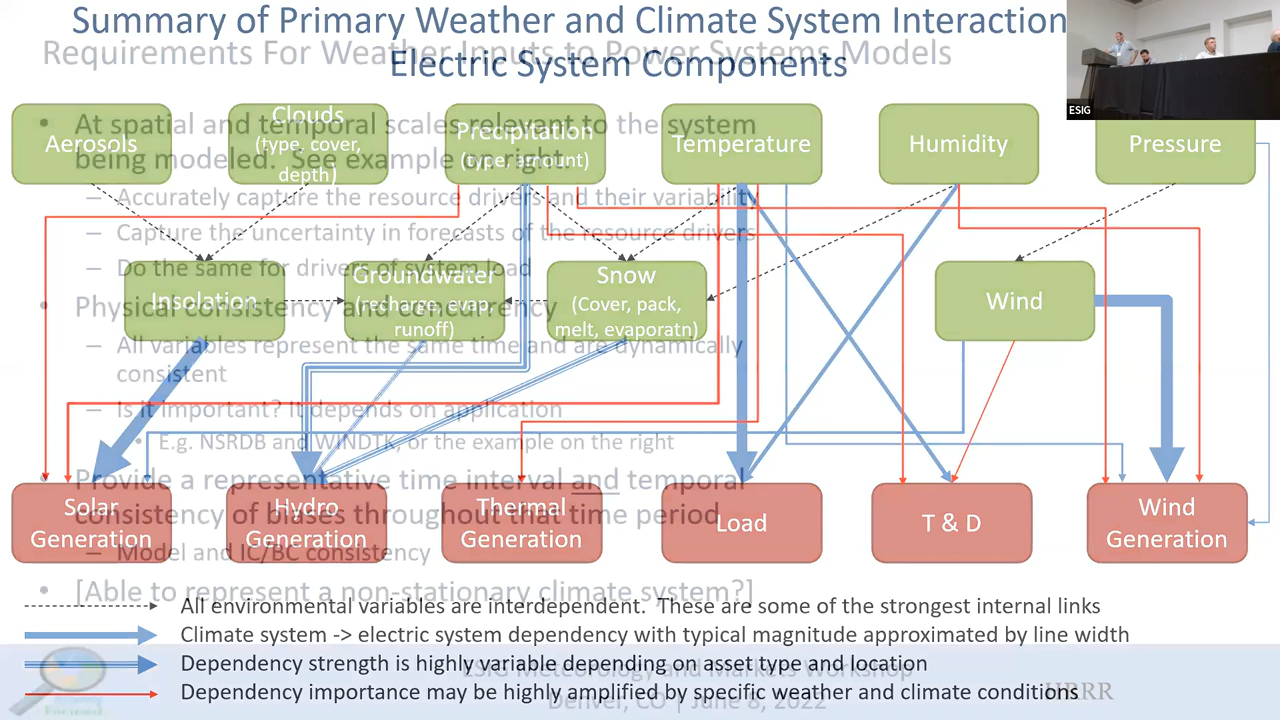 Summary of Primary Weather and Climate System Interaction
Electric System Components
Requirements For Weather Inputs to Power Systems Models
ESIG
Aerosols
Clouds
(type, cover,
depth)
Precipitation
(type, amount)
Temperature
Humidity
Pressure
• At spatial and temporal scales relevant to the system
being modeled. See example to right.
– Accurately capture the resource drivers and their variability
– Capture the uncertainty in forecasts of the resource drivers
– Do the same for drivers of system load
Insolation
Groundwater
(recharge, evap,
runoff)
Snow
(Cover, pack,
melt, evaporatn)
Wind
• Physical consistency and concurrency
– All variables represent the same time and are dynamically
consistent
– Is it important? It depends on application
• E.g. NSRDB and WINDTK, or the example on the right
• Provide a representative time interval and temporal
consistency of biases throughout that time period
– Model and IC/BC consistency
Solar
Generation
Hydro
Generation
Thermal
Generation
Load
T & D
Wind
Generation
• [Able to represent a non-stationary climate system?]
All environmental variables are interdependent. These are some of the strongest internal links
Climate system -> electric system dependency with typical magnitude approximated by line width
Dependency strength is highly variable depending on asset type and location
Dependency importance may be highly amplified by specific weather and climate conditions
ESIG Meteorology and Markets Workshop
Denver, CO | June 8, 2022